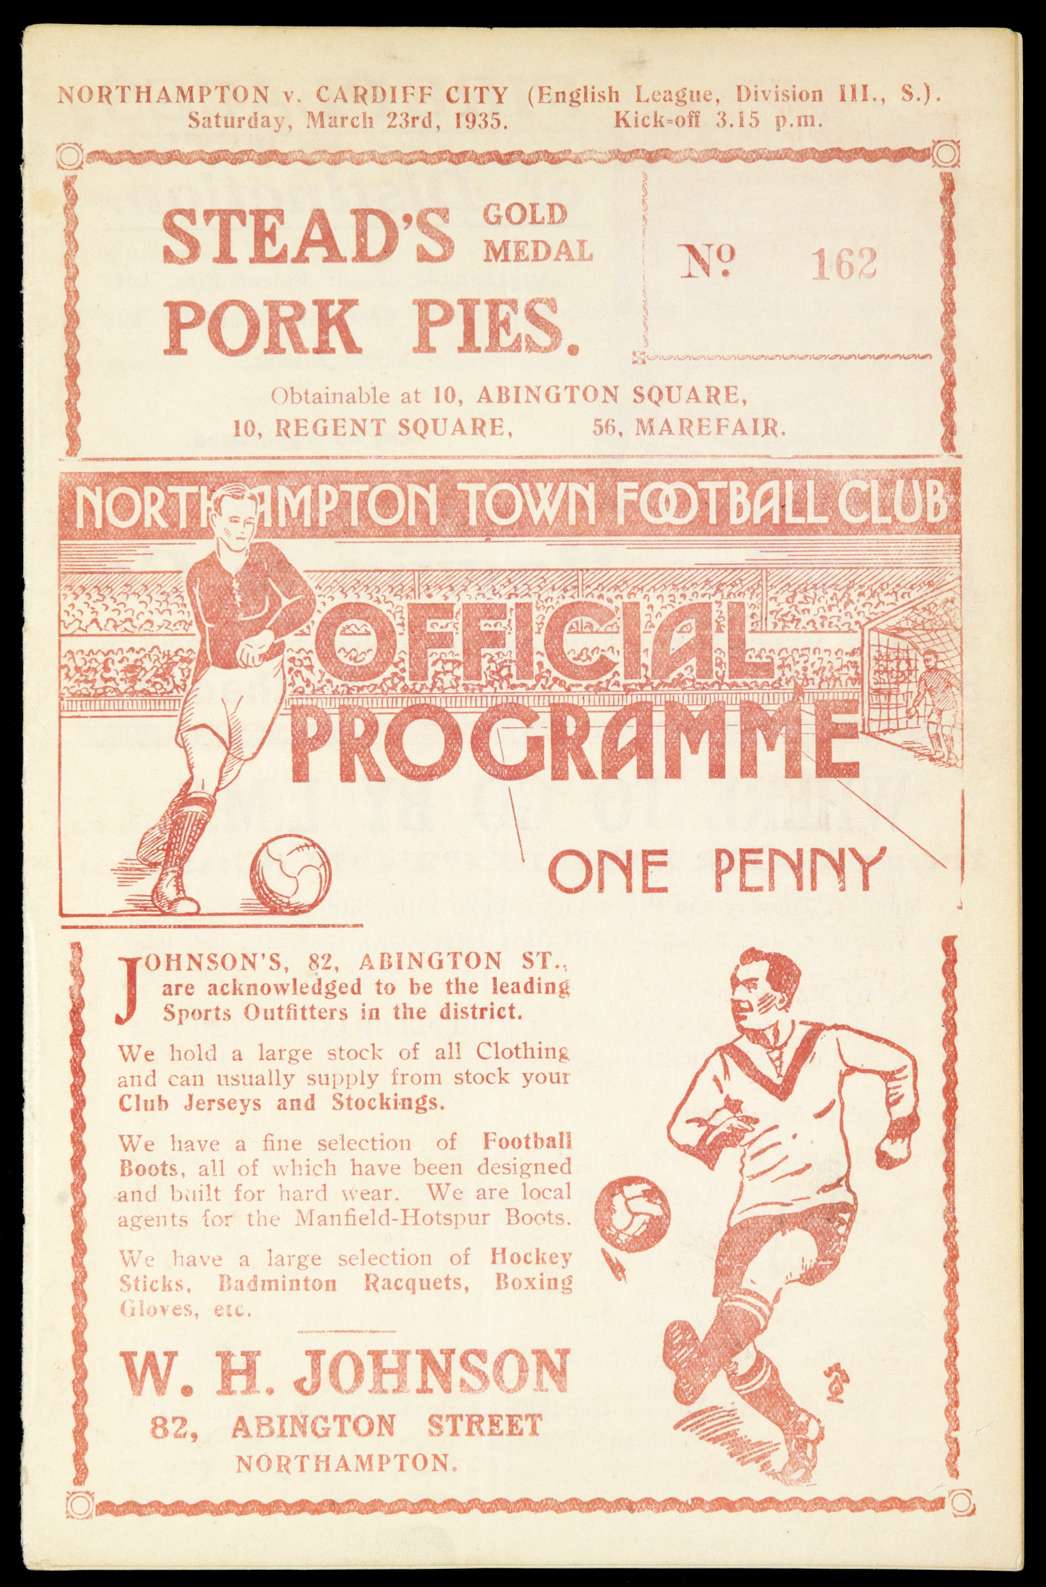 NORTHAMPTON v. CARDIFF CITY (English League, Division III., S.).
Saturday, March 23rd, 1935. Kick-off 3.15 p.m.
STEAD'S GOLD MEDAL
PORK PIES.
No. 162
Obtainable at 10, ABINGTON SQUARE,
10, REGENT SQUARE, 56, MAREFAIR.
NORTHAMPTON TOWN FOOTBALL CLUB
OFFICIAL
PROGRAMME
ONE PENNY
JOHNSON'S, 82, ABINGTON ST.,
are acknowledged to be the leading
Sports Outfitters in the district.
We hold a large stock of all Clothing
and can usually supply from stock your
Club Jerseys and Stockings.
We have a fine selection of Football
Boots, all of which have been designed
and built for hard wear. We are local
agents for the Manfield-Hotspur Boots.
We have a large selection of Hockey
Sticks, Badminton Racquets, Boxing
Gloves, etc.
W. H. JOHNSON
82, ABINGTON STREET
NORTHAMPTON.